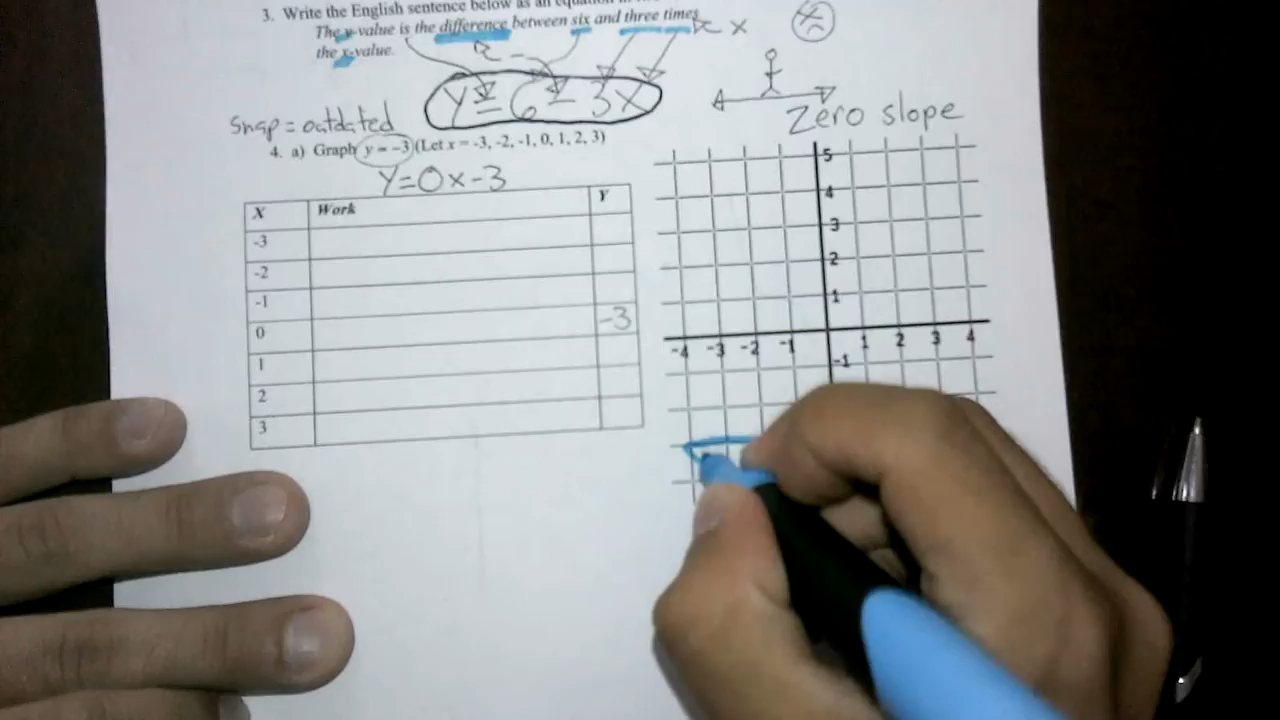 3. Write the English sentence below as an equation in
The y-value is the difference between six and three times x
the x-value.
y = 6 - 3x
Snap = outdated
Zero slope
4. a) Graph y = -3 (Let x = -3, -2, -1, 0, 1, 2, 3)
y=0x-3
X Work Y
-3
-2
-1
0 -3
1
2
3
5
4
3
2
1
-4 -3 -2 -1 1 2 3 4
-1